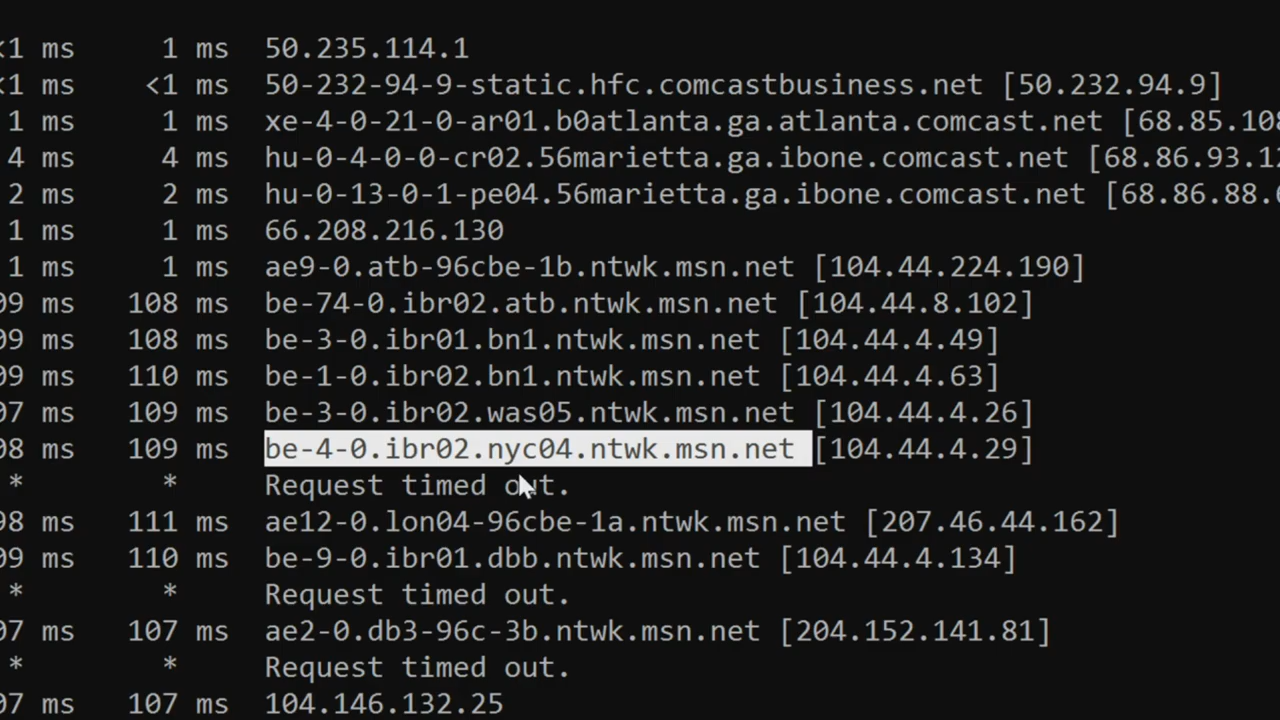 <1 ms 1 ms 50.235.114.1
<1 ms <1 ms 50-232-94-9-static.hfc.comcastbusiness.net [50.232.94.9]
1 ms 1 ms xe-4-0-21-0-ar01.b0atlanta.ga.atlanta.comcast.net [68.85.108
4 ms 4 ms hu-0-4-0-0-cr02.56marietta.ga.ibone.comcast.net [68.86.93.12
2 ms 2 ms hu-0-13-0-1-pe04.56marietta.ga.ibone.comcast.net [68.86.88.6
1 ms 1 ms 66.208.216.130
1 ms 1 ms ae9-0.atb-96cbe-1b.ntwk.msn.net [104.44.224.190]
09 ms 108 ms be-74-0.ibr02.atb.ntwk.msn.net [104.44.8.102]
09 ms 108 ms be-3-0.ibr01.bn1.ntwk.msn.net [104.44.4.49]
09 ms 110 ms be-1-0.ibr02.bn1.ntwk.msn.net [104.44.4.63]
07 ms 109 ms be-3-0.ibr02.was05.ntwk.msn.net [104.44.4.26]
08 ms 109 ms be-4-0.ibr02.nyc04.ntwk.msn.net [104.44.4.29]
* * Request timed out.
98 ms 111 ms ae12-0.lon04-96cbe-1a.ntwk.msn.net [207.46.44.162]
09 ms 110 ms be-9-0.ibr01.dbb.ntwk.msn.net [104.44.4.134]
* * Request timed out.
07 ms 107 ms ae2-0.db3-96c-3b.ntwk.msn.net [204.152.141.81]
* * Request timed out.
07 ms 107 ms 104.146.132.25